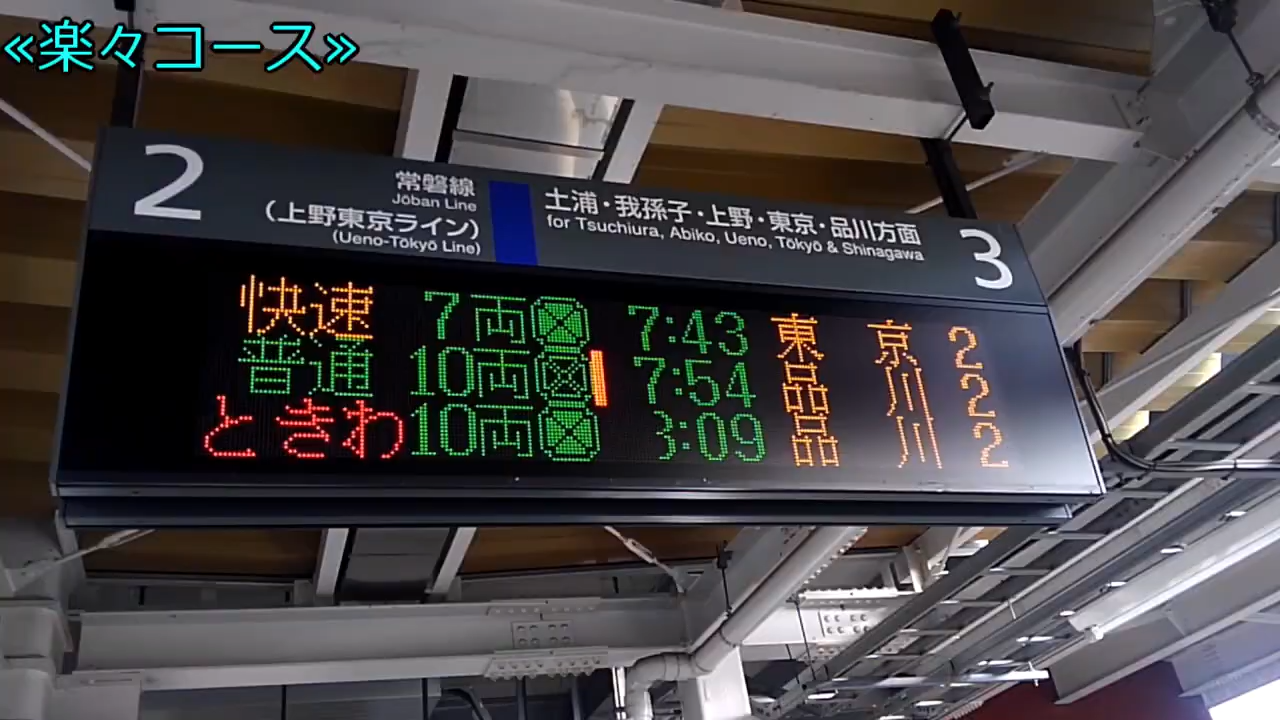 ≪楽々コース≫
2
常磐線
Jōban Line
(上野東京ライン)
(Ueno-Tōkyō Line)
土浦・我孫子・上野・東京・品川方面
for Tsuchiura, Abiko, Ueno, Tōkyō & Shinagawa
3
快速 7両 7:43 東京 2
普通 10両 7:54 品川 2
ときわ 10両 :09 品川 2